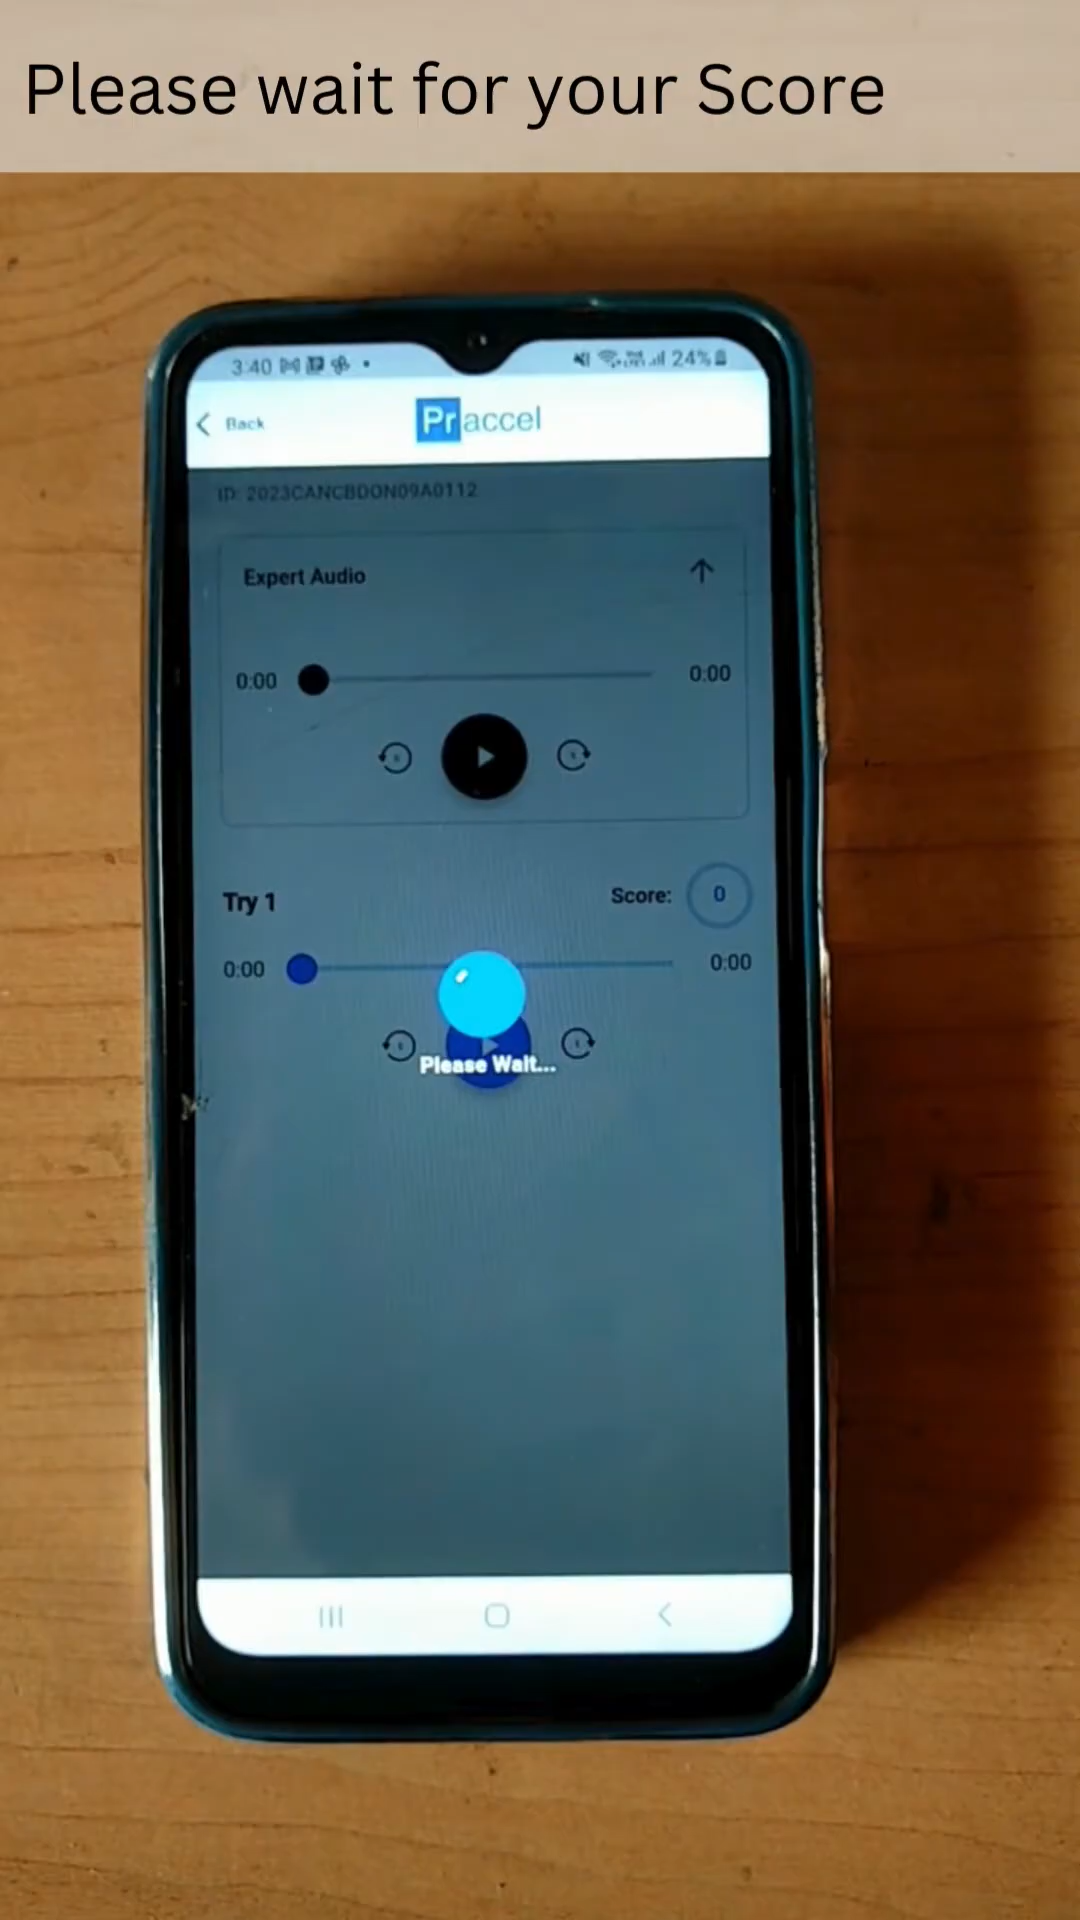 Please wait for your Score
3:40
24%
Back
Praccel
ID: 2023CANCBDON09A0112
Expert Audio
0:00
0:00
Try 1
Score: 0
0:00
0:00
Please Wait...